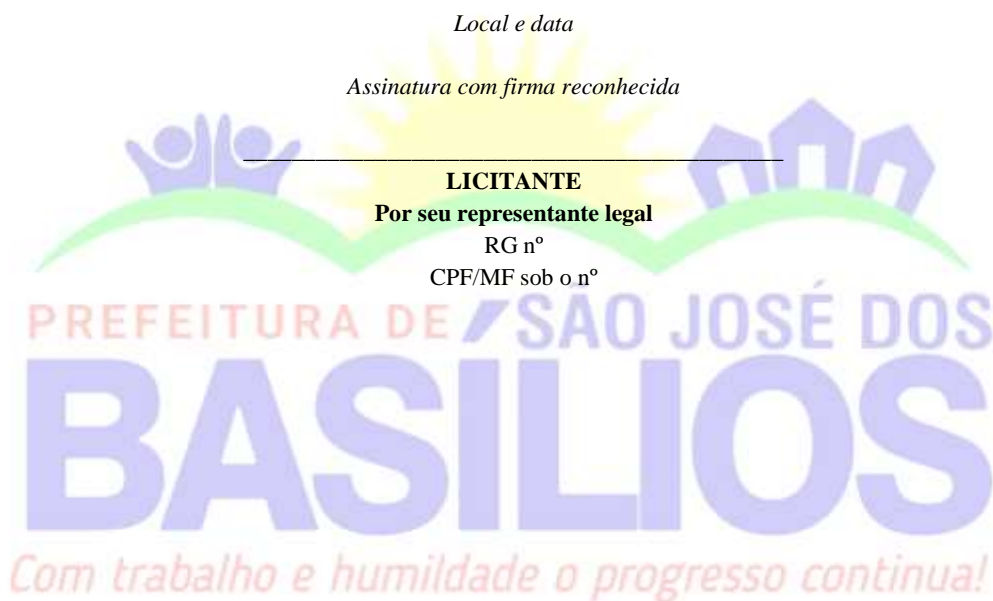 Local e data
Assinatura com firma reconhecida
LICITANTE
Por seu representante legal
RG nº
CPF/MF sob o nº
PREFEITURA DE SÃO JOSÉ DOS
BASÍLIOS
Com trabalho e humildade o progresso continua!